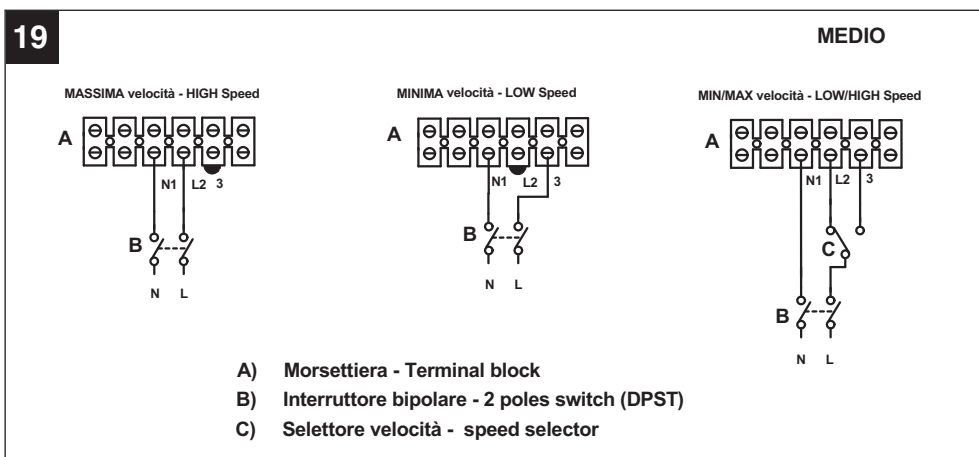 19
MEDIO
MASSIMA velocità - HIGH Speed
A
N1 L2 3
B
N L
MINIMA velocità - LOW Speed
A
N1 L2 3
B
N L
MIN/MAX velocità - LOW/HIGH Speed
A
N1 L2 3
C
B
N L
A) Morsettiera - Terminal block
B) Interruttore bipolare - 2 poles switch (DPST)
C) Selettore velocità - speed selector